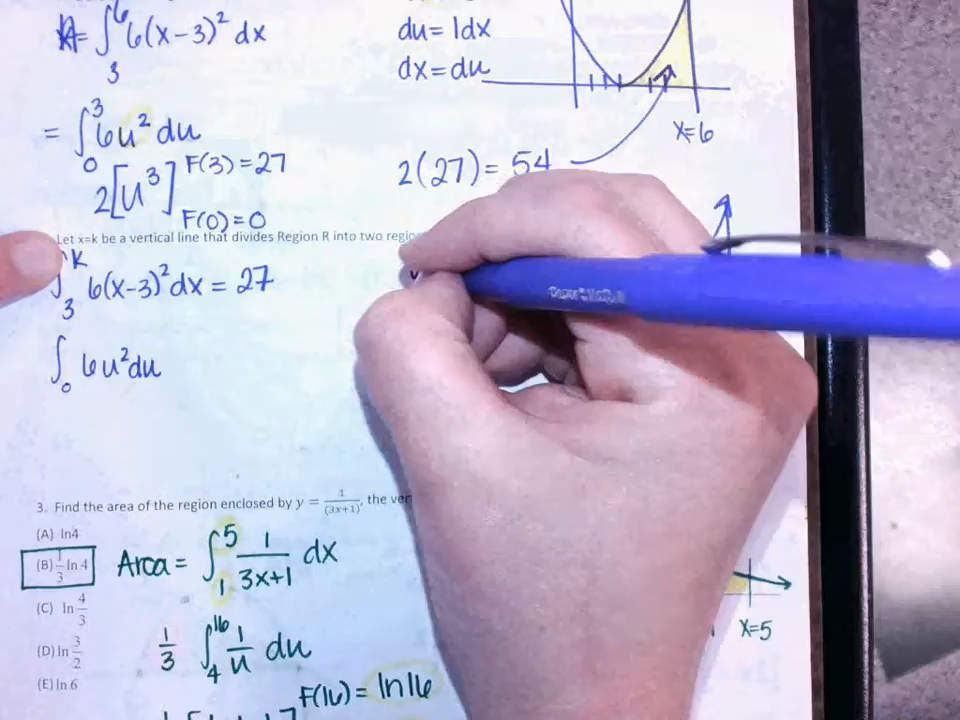 A = ∫₃⁶ 6(x-3)² dx
du = 1dx
dx = du
x=6
= ∫₀³ 6u² du
2[u³] F(3) = 27
F(0) = 0
2(27) = 54
Let x=k be a vertical line that divides Region R into two
∫₃ᵏ 6(x-3)² dx = 27
∫₀ 6u² du
3. Find the area of the region enclosed by y = 1/(3x+1), the
(A) ln4
(B) 1/3 ln 4
(C) ln 4/3
(D) ln 3/2
(E) ln 6
Area = ∫₁⁵ 1/(3x+1) dx
x=5
1/3 ∫₄¹⁶ 1/u du
F(16) = ln16